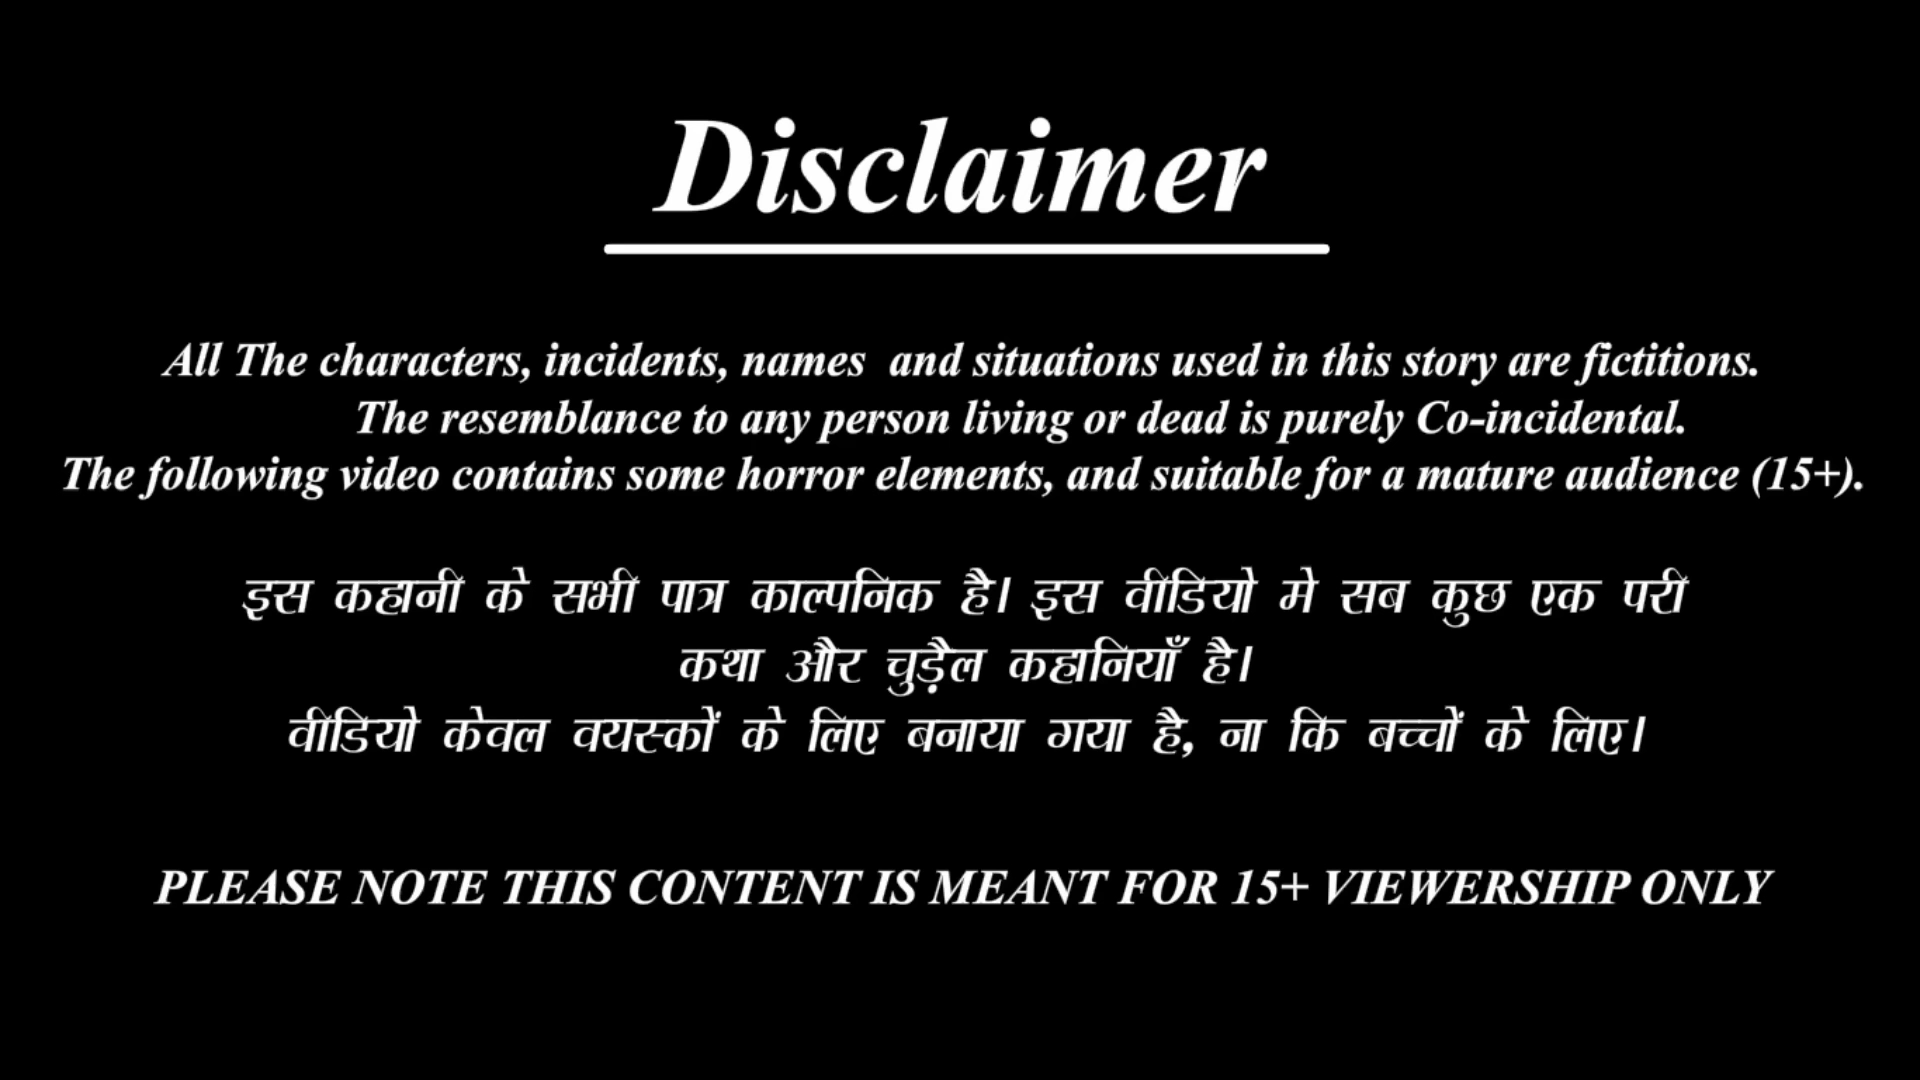 Disclaimer
All The characters, incidents, names and situations used in this story are fictitions.
The resemblance to any person living or dead is purely Co-incidental.
The following video contains some horror elements, and suitable for a mature audience (15+).
इस कहानी के सभी पात्र काल्पनिक है। इस वीडियो मे सब कुछ एक परी
कथा और चुड़ैल कहानियाँ है।
वीडियो केवल वयस्कों के लिए बनाया गया है, ना कि बच्चों के लिए।
PLEASE NOTE THIS CONTENT IS MEANT FOR 15+ VIEWERSHIP ONLY